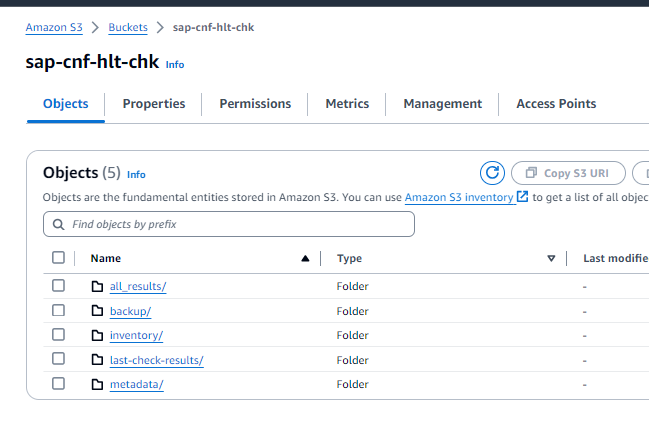 Amazon S3 > Buckets > sap-cnf-hlt-chk
sap-cnf-hlt-chk Info
Objects Properties Permissions Metrics Management Access Points
Objects (5) Info Copy S3 URI
Objects are the fundamental entities stored in Amazon S3. You can use Amazon S3 inventory to get a list of all objec
Find objects by prefix
Name Type Last modifie
all_results/ Folder -
backup/ Folder -
inventory/ Folder -
last-check-results/ Folder -
metadata/ Folder -